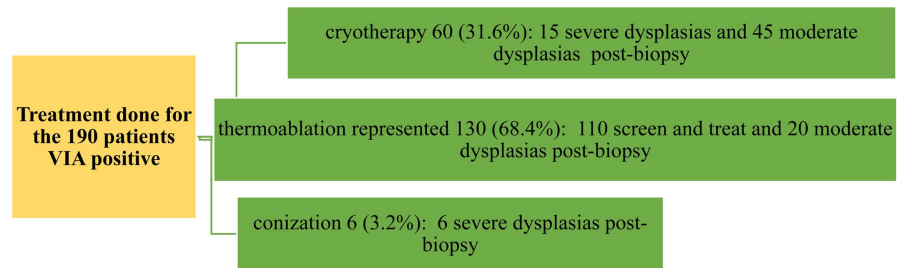 Treatment done for
the 190 patients
VIA positive
cryotherapy 60 (31.6%): 15 severe dysplasias and 45 moderate
dysplasias post-biopsy
thermoablation represented 130 (68.4%): 110 screen and treat and 20 moderate
dysplasias post-biopsy
conization 6 (3.2%): 6 severe dysplasias post-
biopsy